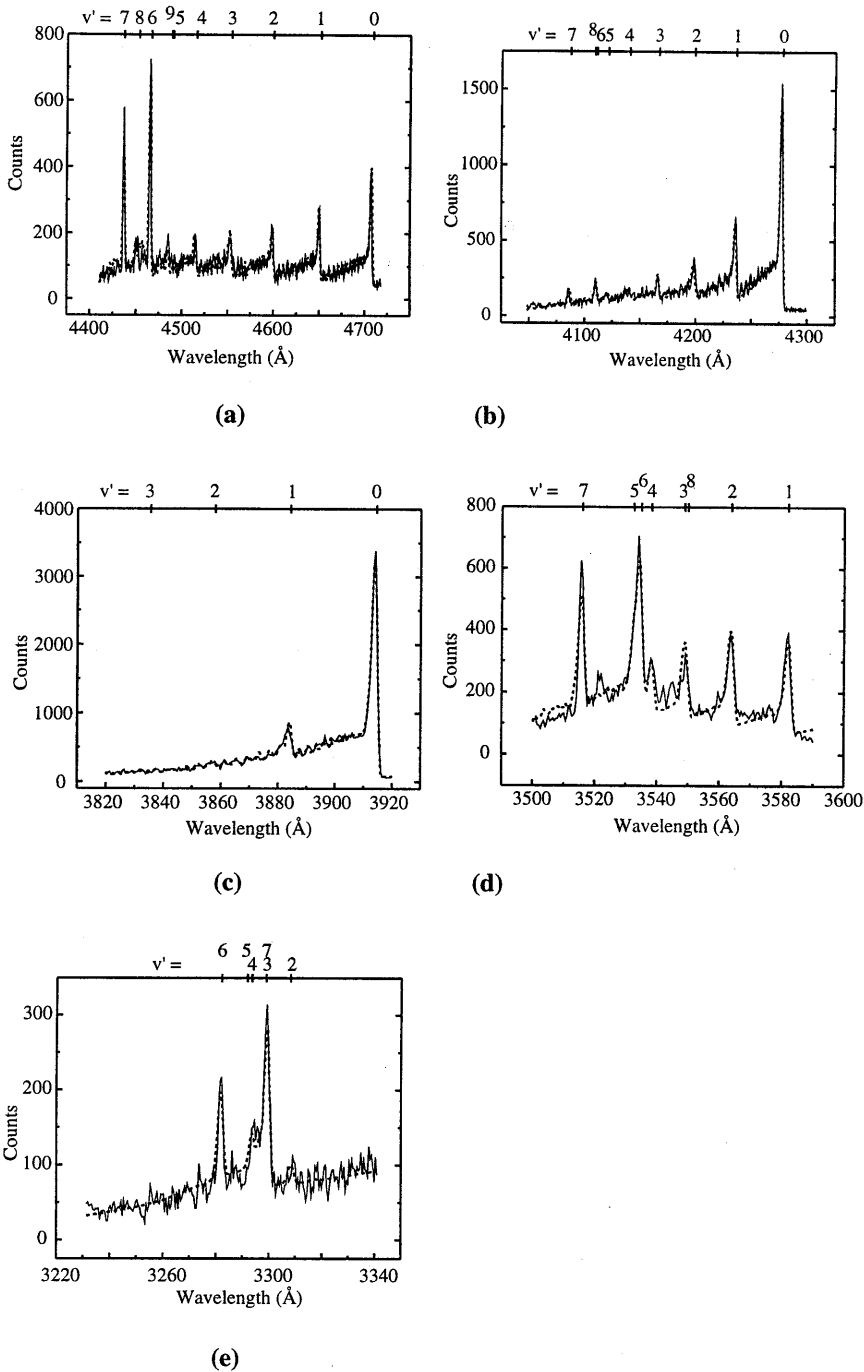 v' = 7 8 6 9 5 4 3 2 1 0
800
600
400
200
0
Counts
4400 4500 4600 4700
Wavelength (Å)
(a)
v' = 7 8 6 5 4 3 2 1 0
1500
1000
500
0
Counts
4100 4200 4300
Wavelength (Å)
(b)
v' = 3 2 1 0
4000
3000
2000
1000
0
Counts
3820 3840 3860 3880 3900 3920
Wavelength (Å)
(c)
v' = 7 5 6 4 3 8 2 1
800
600
400
200
0
Counts
3500 3520 3540 3560 3580 3600
Wavelength (Å)
(d)
6 5 7
v' = 4 3 2
300
200
100
0
Counts
3220 3260 3300 3340
Wavelength (Å)
(e)